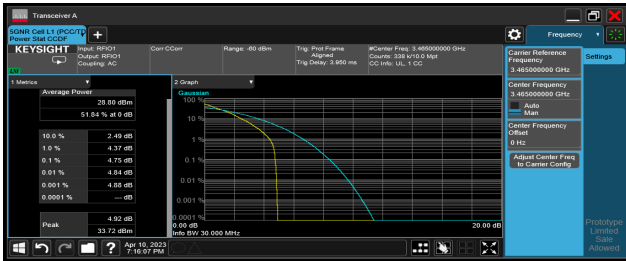 Transceiver A
5GNR Cell L1 (PCC/TD
Power Stat CCDF
Frequency
KEYSIGHT
Input: RFIO1
Output: RFIO1
Coupling: AC
Corr CCorr
Range: -60 dBm
Trig: Prot Frame
Aligned
Trig Delay: 3.950 ms
#Center Freq: 3.465000000 GHz
Counts: 338 k/10.0 Mpt
CC Info: UL, 1 CC
1 Metrics
Average Power
28.80 dBm
51.84 % at 0 dB
10.0 % 2.49 dB
1.0 % 4.37 dB
0.1 % 4.75 dB
0.01 % 4.84 dB
0.001 % 4.88 dB
0.0001 % --- dB
Peak
4.92 dB
33.72 dBm
2 Graph
Gaussian
100 %
10 %
1 %
0.1 %
0.01 %
0.001 %
0.0001 %
0.00 dB
20.00 dB
Info BW 30.000 MHz
Carrier Reference
Frequency
3.465000000 GHz
Center Frequency
3.465000000 GHz
Auto
Man
Center Frequency
Offset
0 Hz
Adjust Center Freq
to Carrier Config
Settings
Prototype
Limited
Sale
Allowed
?
Apr 10, 2023
7:16:07 PM